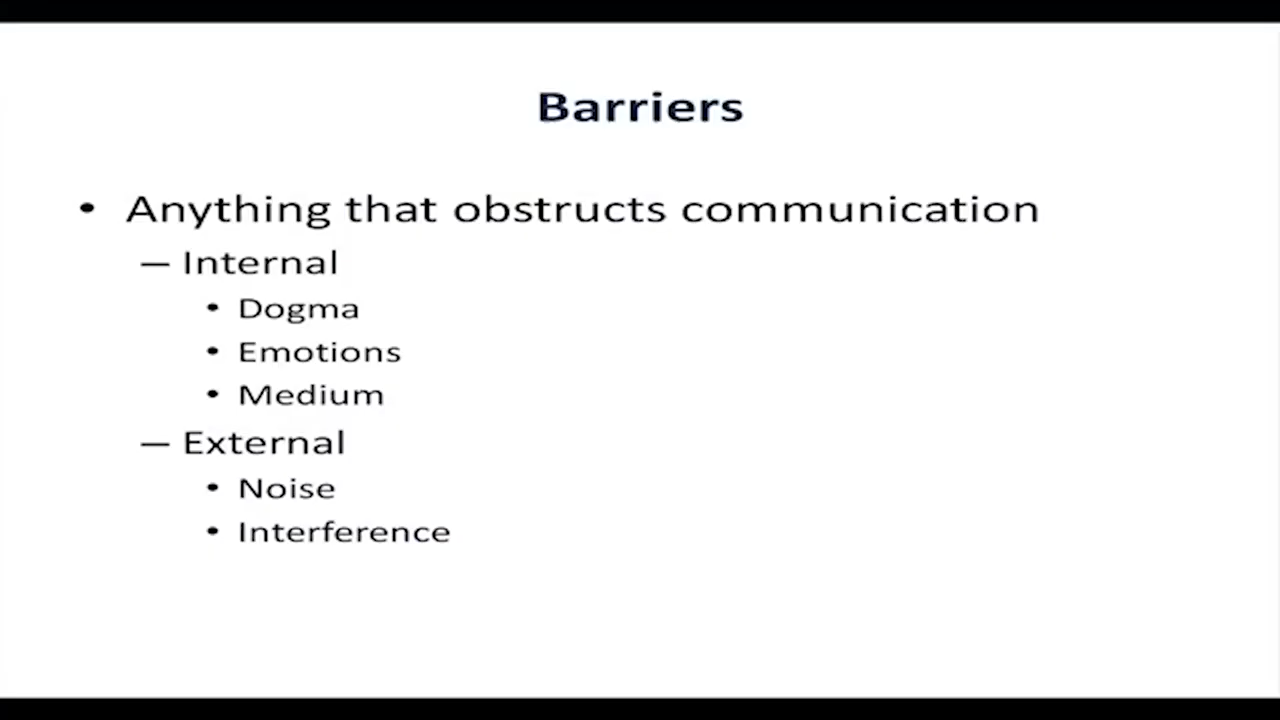 Barriers
• Anything that obstructs communication
– Internal
• Dogma
• Emotions
• Medium
– External
• Noise
• Interference